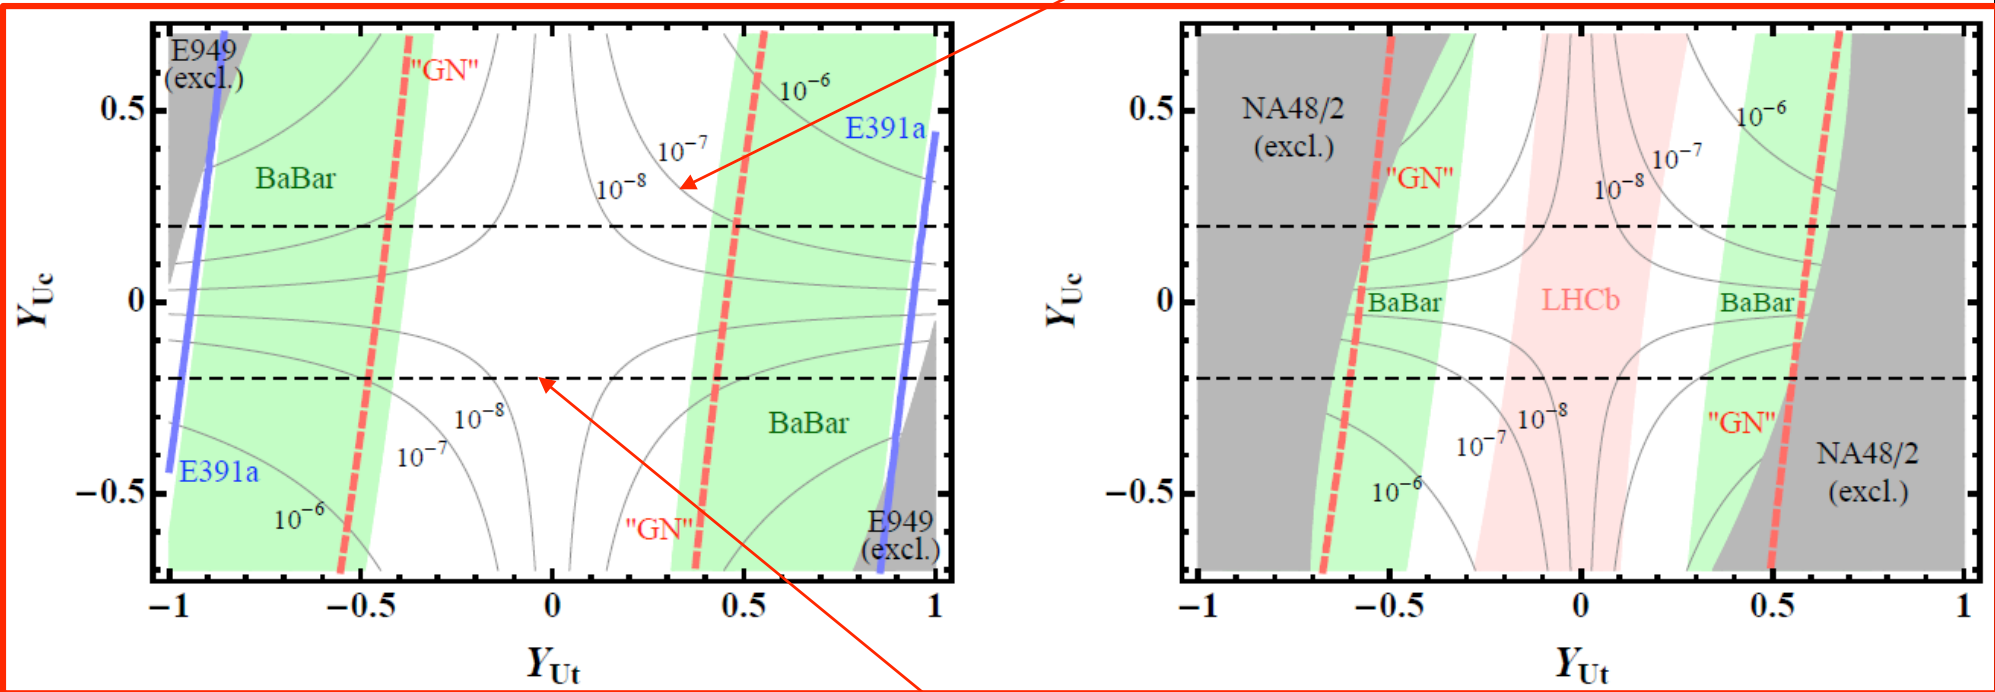 E949
(excl.)
"GN"
10⁻⁶
E391a
10⁻⁷
BaBar
10⁻⁸
10⁻⁸
10⁻⁷
BaBar
E391a
10⁻⁶
"GN"
E949
(excl.)
0.5
0
−0.5
Y_Uc
−1 −0.5 0 0.5 1
Y_Ut
NA48/2
(excl.)
"GN"
10⁻⁶
10⁻⁷
10⁻⁸
BaBar
LHCb
BaBar
10⁻⁸
10⁻⁷
10⁻⁶
"GN"
NA48/2
(excl.)
0.5
0
−0.5
Y_Uc
−1 −0.5 0 0.5 1
Y_Ut